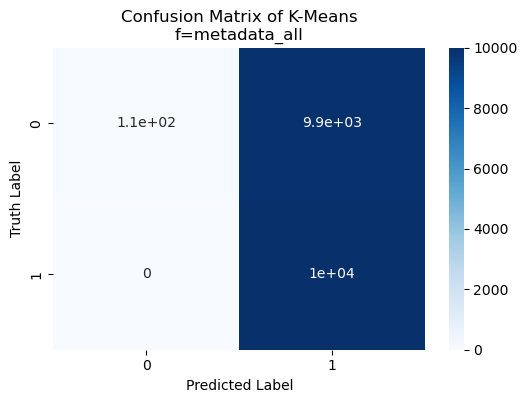 Confusion Matrix of K-Means
f=metadata_all
Truth Label
0
1
1.1e+02
9.9e+03
0
1e+04
0
1
Predicted Label
10000
8000
6000
4000
2000
0